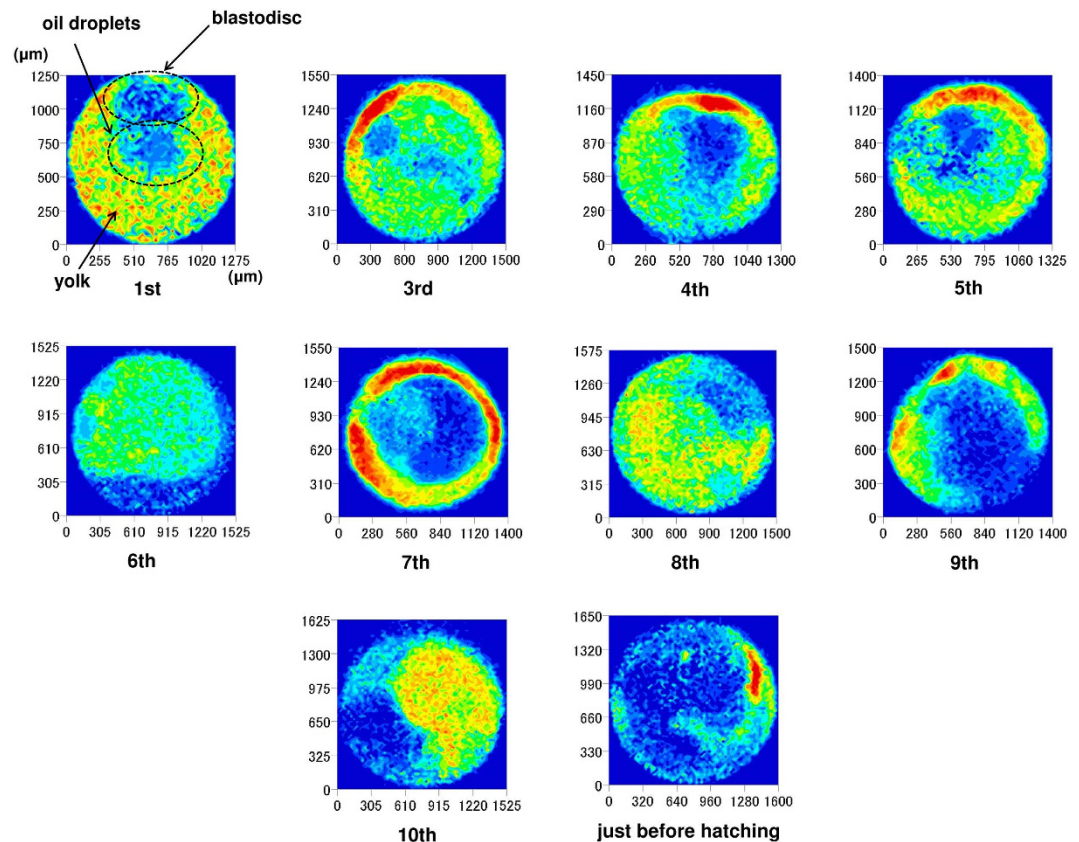 oil droplets
blastodisc
(µm)
1250
1000
750
500
250
0
0 255 510 765 1020 1275
(µm)
yolk
1st
1550
1240
930
620
310
0
0 300 600 900 1200 1500
3rd
1450
1160
870
580
290
0
0 260 520 780 1040 1300
4th
1400
1120
840
560
280
0
0 265 530 795 1060 1325
5th
1525
1220
915
610
305
0
0 305 610 915 1220 1525
6th
1550
1240
930
620
310
0
0 280 560 840 1120 1400
7th
1575
1260
945
630
315
0
0 300 600 900 1200 1500
8th
1500
1200
900
600
300
0
0 280 560 840 1120 1400
9th
1625
1300
975
650
325
0
0 305 610 915 1220 1525
10th
1650
1320
990
660
330
0
0 320 640 960 1280 1600
just before hatching